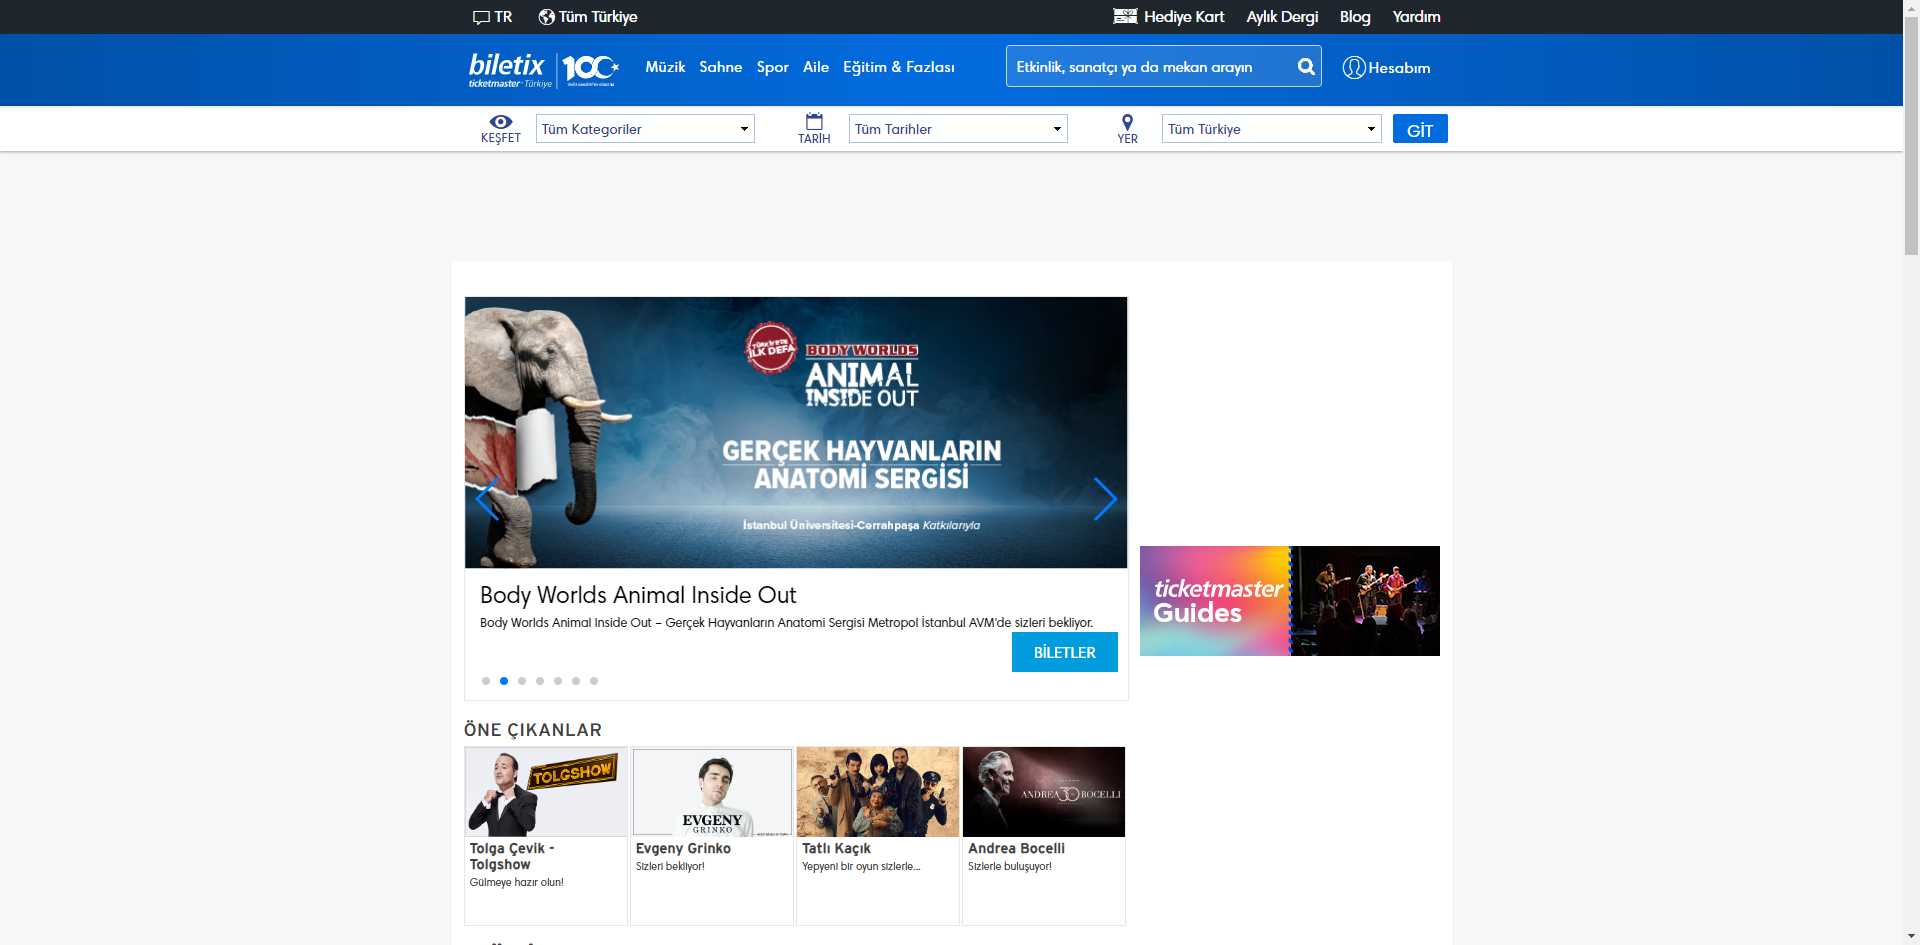 TR
Tüm Türkiye
Hediye Kart
Aylık Dergi
Blog
Yardım
biletix
ticketmaster Türkiye
100
Müzik
Sahne
Spor
Aile
Eğitim & Fazlası
Etkinlik, sanatçı ya da mekan arayın
Hesabım
KEŞFET
Tüm Kategoriler
TARİH
Tüm Tarihler
YER
Tüm Türkiye
GİT
TÜRKİYE'DE
İLK DEFA
BODY WORLDS
ANIMAL
INSIDE OUT
GERÇEK HAYVANLARIN
ANATOMİ SERGİSİ
İstanbul Üniversitesi-Cerrahpaşa Katkılarıyla
Body Worlds Animal Inside Out
Body Worlds Animal Inside Out – Gerçek Hayvanların Anatomi Sergisi Metropol İstanbul AVM'de sizleri bekliyor.
BİLETLER
ticketmaster
Guides
ÖNE ÇIKANLAR
TOLGSHOW
Tolga Çevik -
Tolgshow
Gülmeye hazır olun!
EVGENY
GRINKO
Evgeny Grinko
Sizleri bekliyor!
Tatlı Kaçık
Yepyeni bir oyun sizlerle...
ANDREA 30 BOCELLI
Andrea Bocelli
Sizlerle buluşuyor!